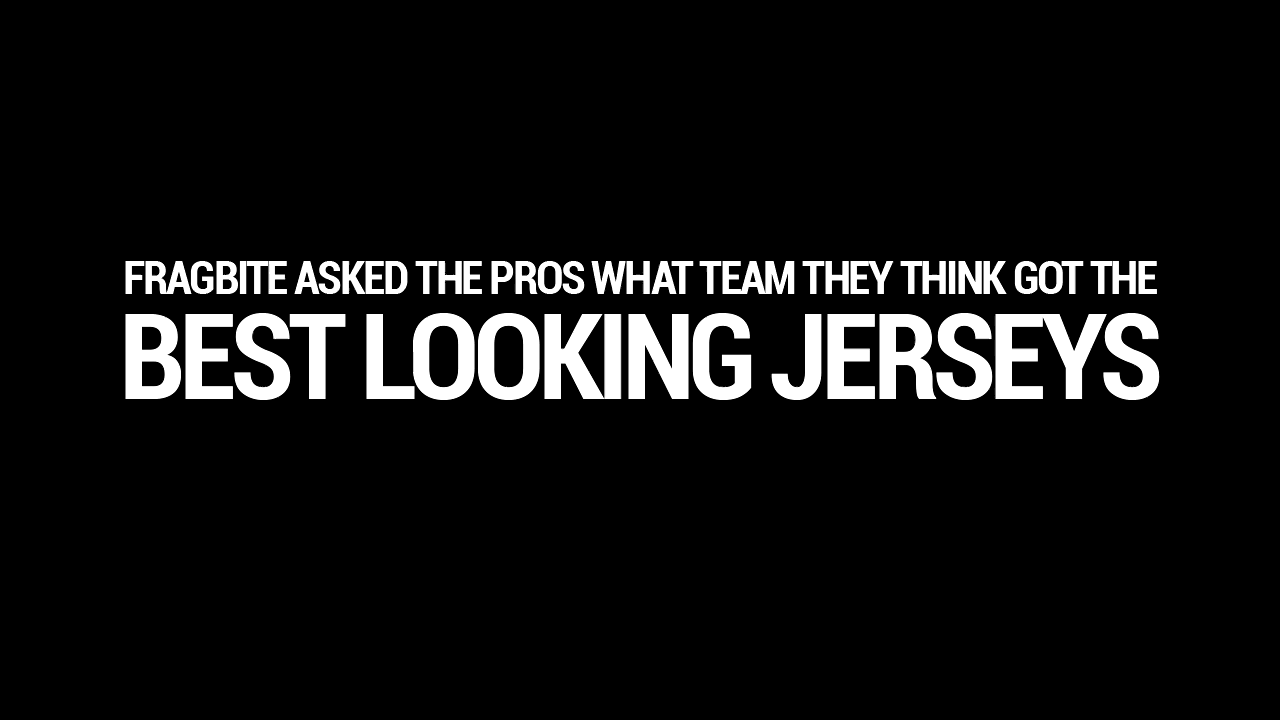 FRAGBITE ASKED THE PROS WHAT TEAM THEY THINK GOT THE
BEST LOOKING JERSEYS